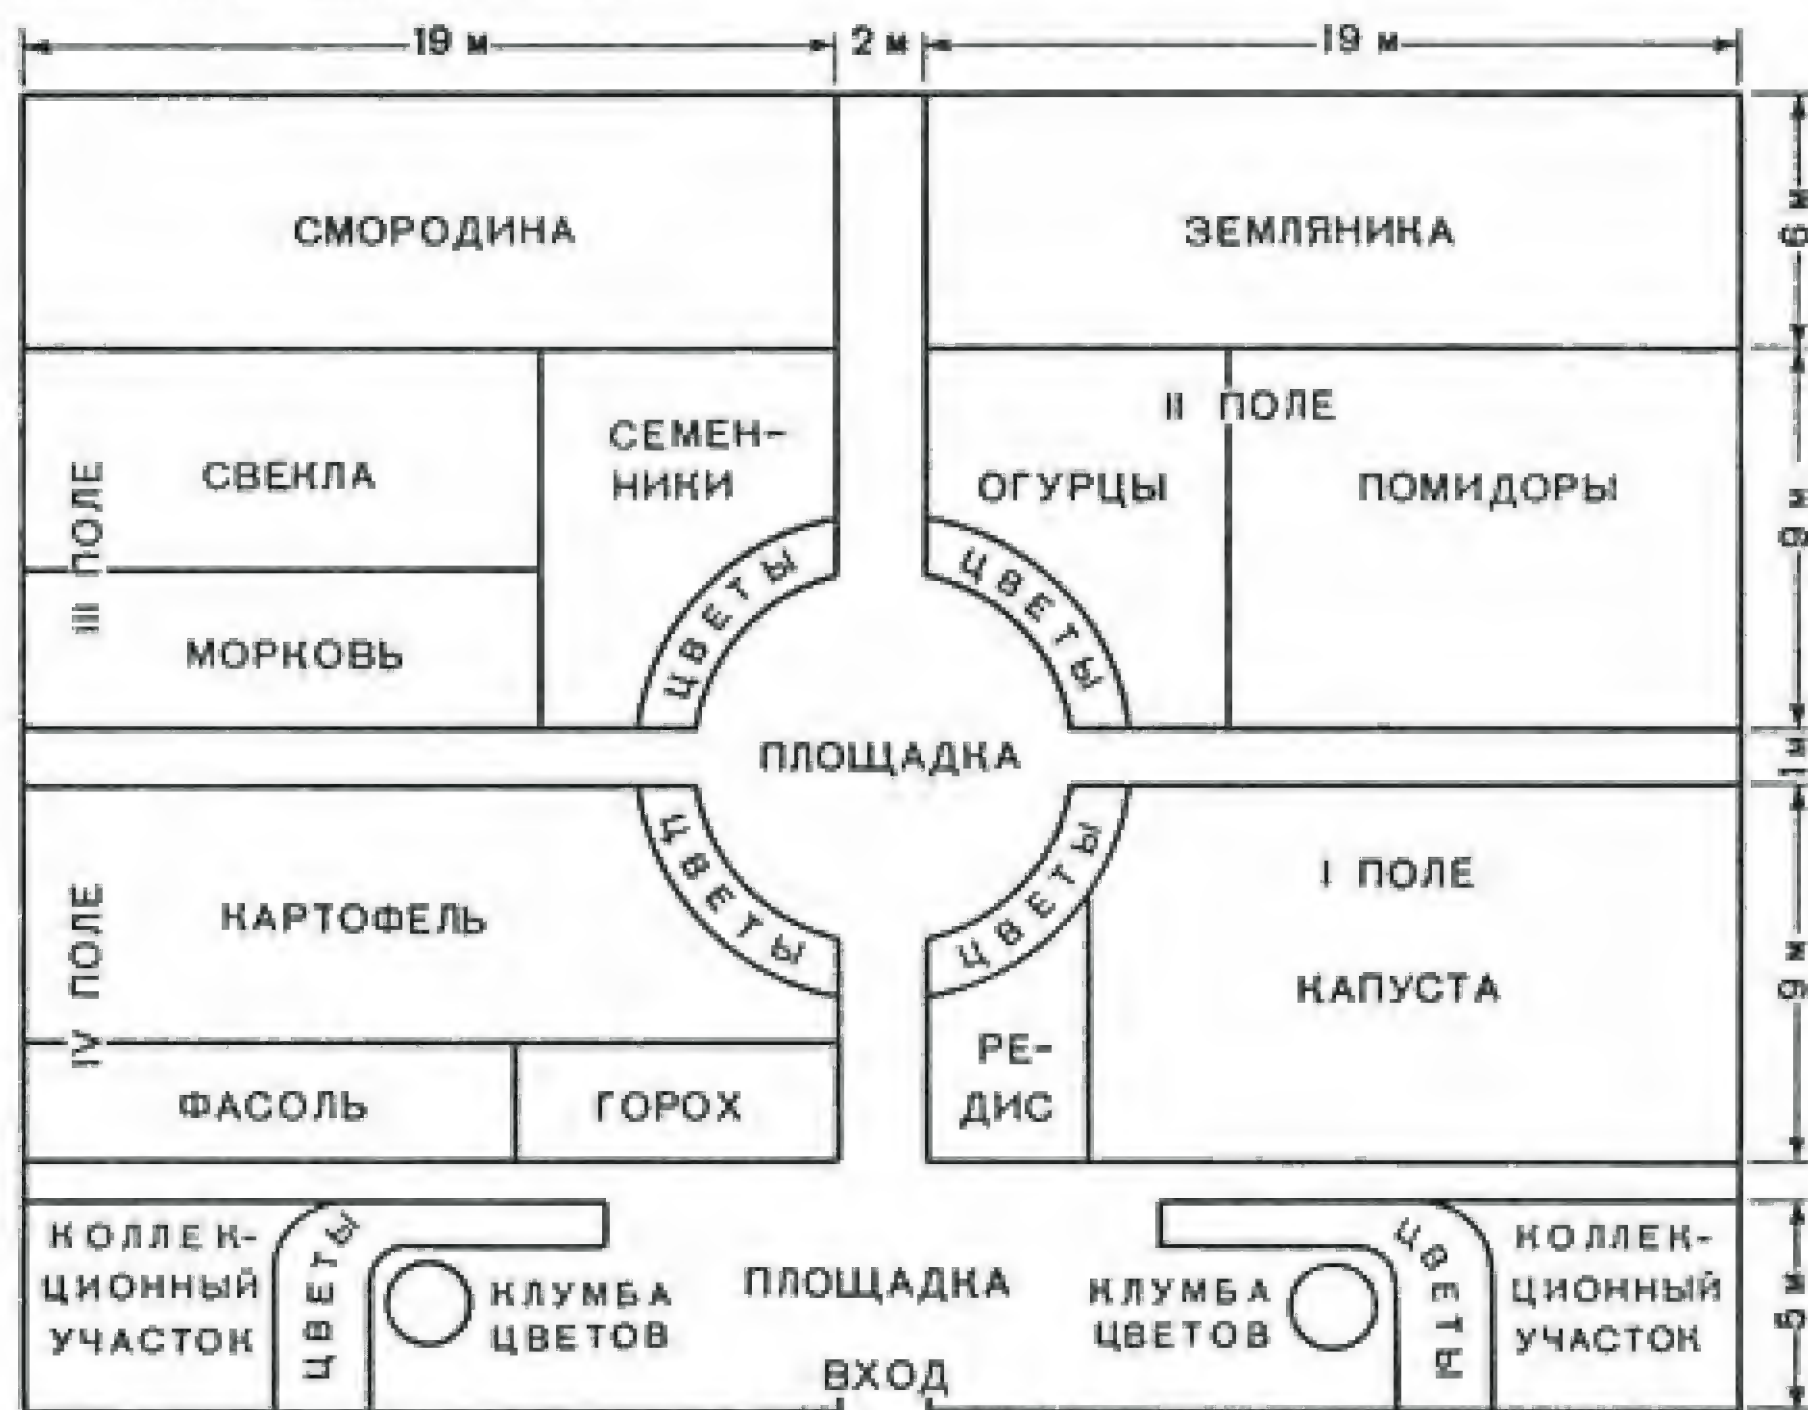 19 м 2 м 19 м
СМОРОДИНА
ЗЕМЛЯНИКА
6 м
III ПОЛЕ
СВЕКЛА
МОРКОВЬ
СЕМЕН-
НИКИ
ЦВЕТЫ
II ПОЛЕ
ОГУРЦЫ
ПОМИДОРЫ
ЦВЕТЫ
9 м
ПЛОЩАДКА
1 м
IV ПОЛЕ
КАРТОФЕЛЬ
ЦВЕТЫ
ФАСОЛЬ
ГОРОХ
ЦВЕТЫ
РЕ-
ДИС
I ПОЛЕ
КАПУСТА
9 м
КОЛЛЕК-
ЦИОННЫЙ
УЧАСТОК
ЦВЕТЫ
КЛУМБА
ЦВЕТОВ
ПЛОЩАДКА
ВХОД
КЛУМБА
ЦВЕТОВ
ЦВЕТЫ
КОЛЛЕК-
ЦИОННЫЙ
УЧАСТОК
5 м